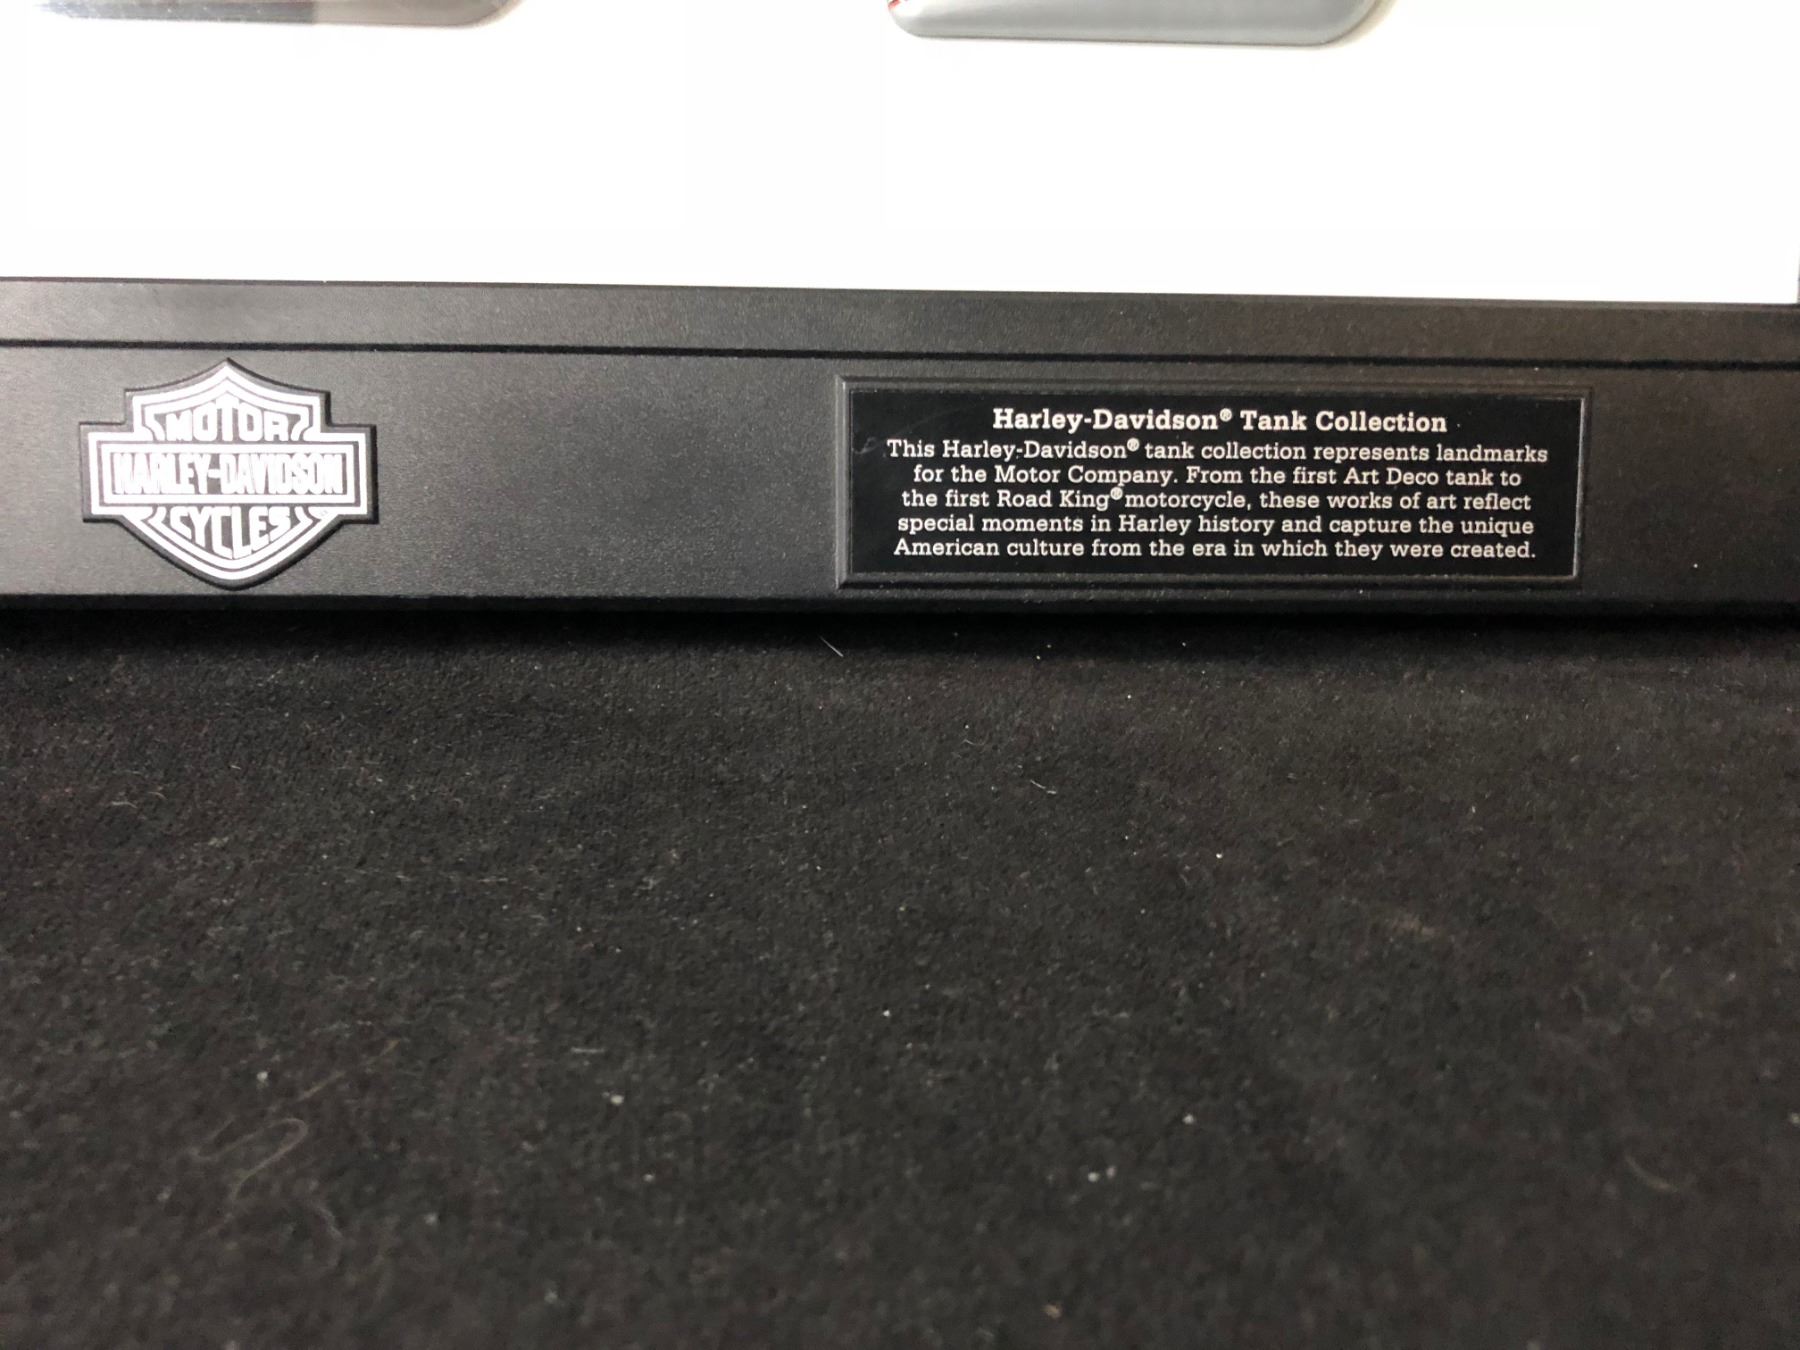 MOTOR
HARLEY-DAVIDSON
CYCLES
Harley-Davidson® Tank Collection
This Harley-Davidson® tank collection represents landmarks
for the Motor Company. From the first Art Deco tank to
the first Road King® motorcycle, these works of art reflect
special moments in Harley history and capture the unique
American culture from the era in which they were created.